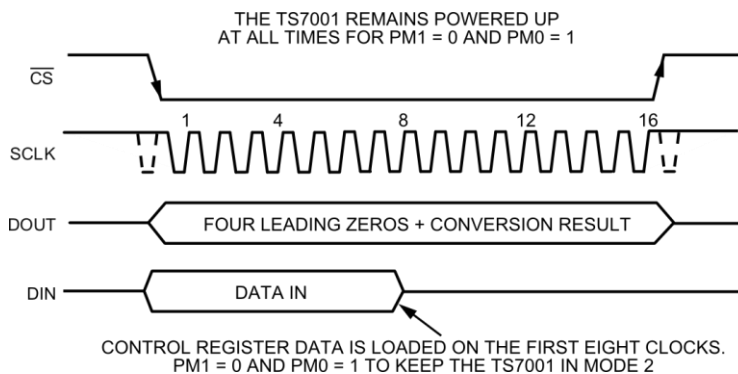 THE TS7001 REMAINS POWERED UP
AT ALL TIMES FOR PM1 = 0 AND PM0 = 1
CS
1 4 8 12 16
SCLK
DOUT FOUR LEADING ZEROS + CONVERSION RESULT
DIN DATA IN
CONTROL REGISTER DATA IS LOADED ON THE FIRST EIGHT CLOCKS.
PM1 = 0 AND PM0 = 1 TO KEEP THE TS7001 IN MODE 2